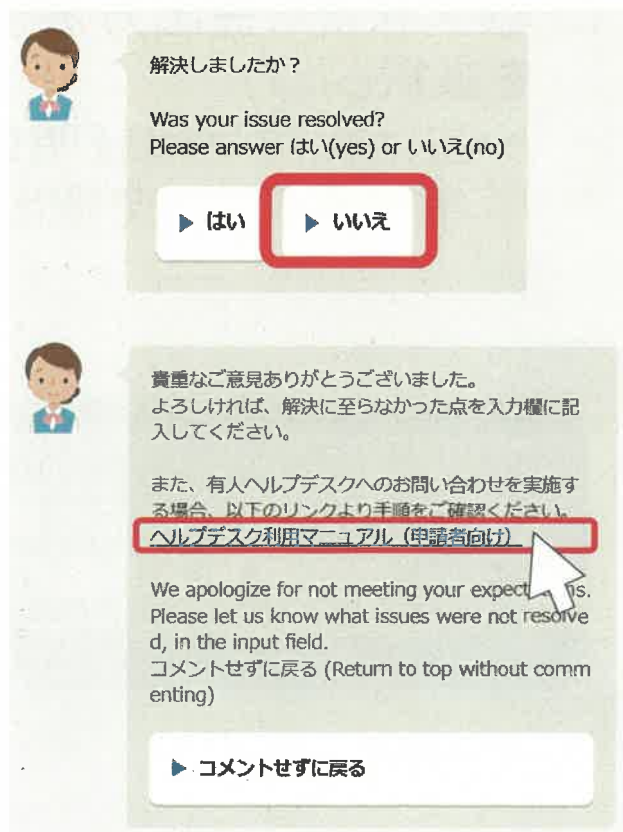 解決しましたか？
Was your issue resolved?
Please answer はい(yes) or いいえ(no)
▶ はい
▶ いいえ
貴重なご意見ありがとうございました。
よろしければ、解決に至らなかった点を入力欄に記
入してください。
また、有人ヘルプデスクへのお問い合わせを実施す
る場合、以下のリンクより手順をご確認ください。
ヘルプデスク利用マニュアル（申請者向け）
We apologize for not meeting your expectations.
Please let us know what issues were not resolve
d, in the input field.
コメントせずに戻る (Return to top without comm
enting)
▶ コメントせずに戻る